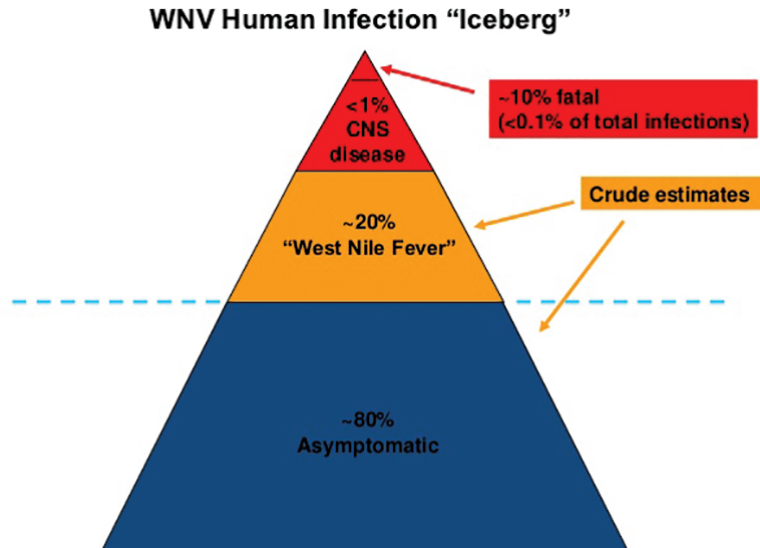 WNV Human Infection “Iceberg”
~10% fatal
(<0.1% of total infections)
<1%
CNS
disease
Crude estimates
~20%
“West Nile Fever”
~80%
Asymptomatic